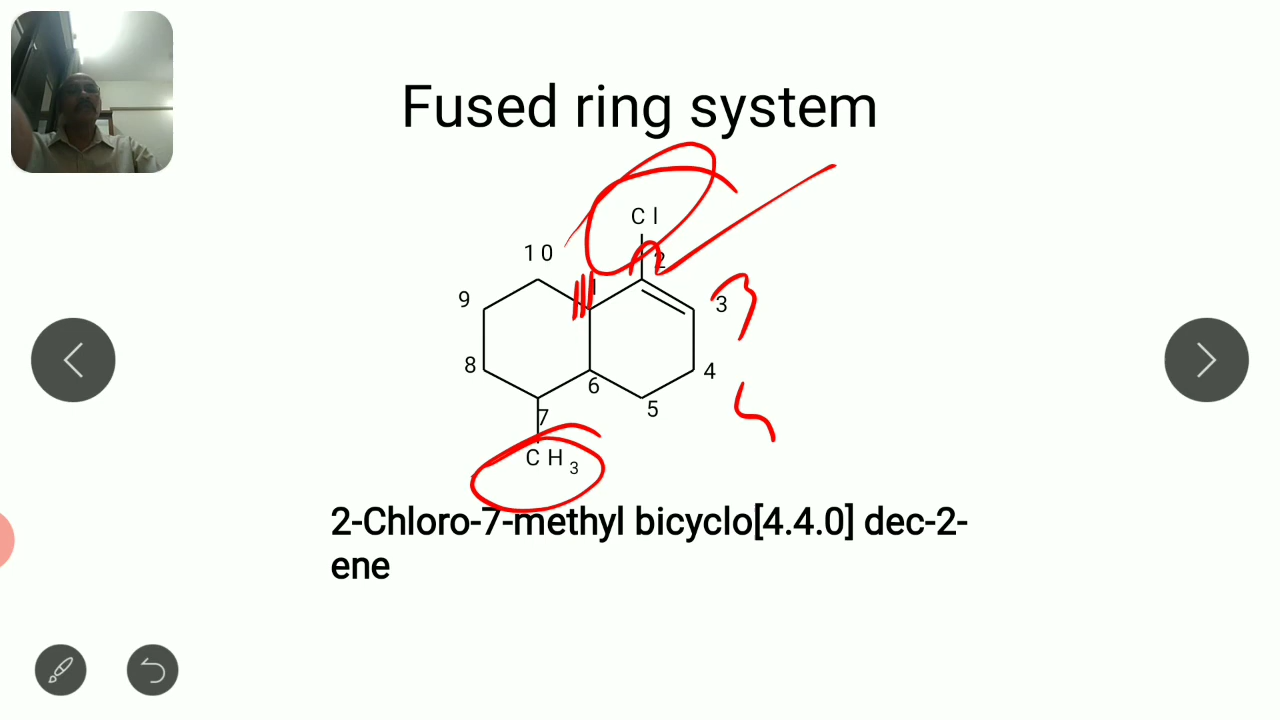 Fused ring system
Cl
10
1
2
9
3
3
8
4
6
5
7
CH3
2-Chloro-7-methyl bicyclo[4.4.0] dec-2-
ene